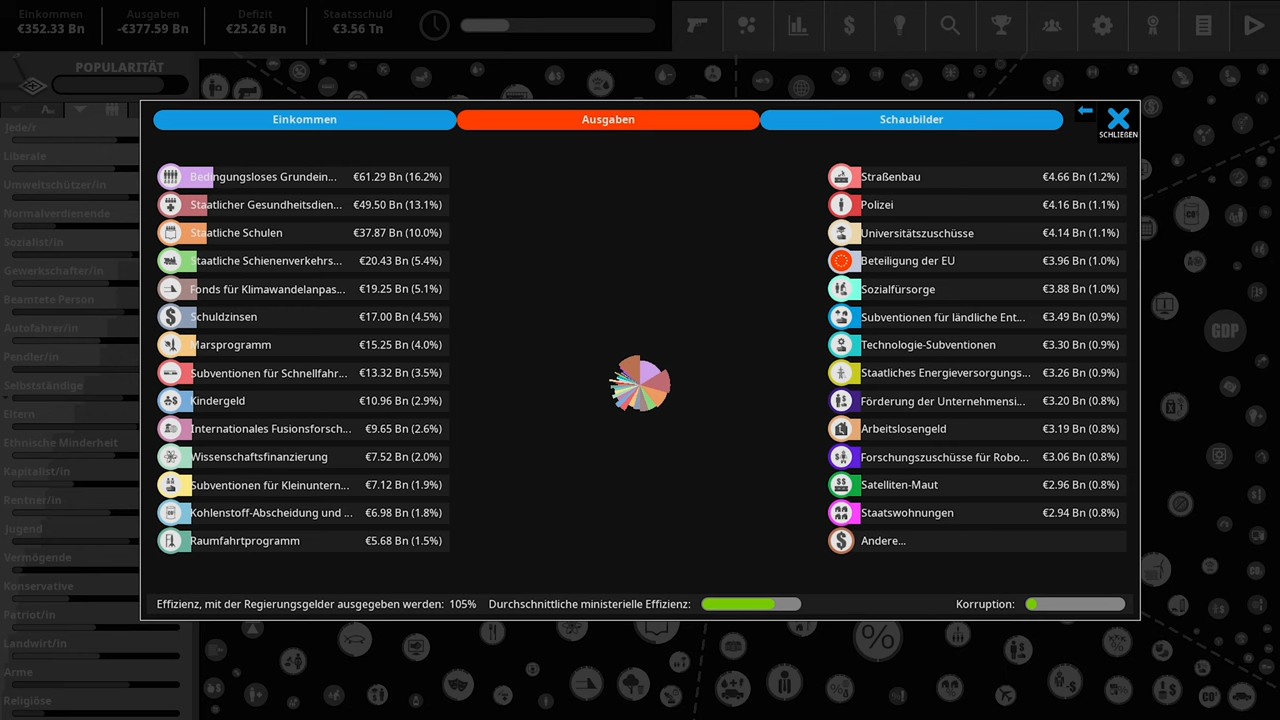 Einkommen Ausgaben Defizit Staatsschuld
€352.33 Bn -€377.59 Bn €25.26 Bn €3.56 Tn
POPULARITÄT
Jede/r
Liberale
Umweltschützer/in
Normalverdienende
Sozialist/in
Gewerkschafter/in
Beamtete Person
Autofahrer/in
Pendler/in
Selbstständige
Eltern
Ethnische Minderheit
Kapitalist/in
Rentner/in
Jugend
Vermögende
Konservative
Patriot/in
Landwirt/in
Arme
Religiöse
Einkommen Ausgaben Schaubilder
SCHLIEẞEN
Bedingungsloses Grundein... €61.29 Bn (16.2%)
Staatlicher Gesundheitsdien... €49.50 Bn (13.1%)
Staatliche Schulen €37.87 Bn (10.0%)
Staatliche Schienenverkehrs... €20.43 Bn (5.4%)
Fonds für Klimawandelanpas... €19.25 Bn (5.1%)
Schuldzinsen €17.00 Bn (4.5%)
Marsprogramm €15.25 Bn (4.0%)
Subventionen für Schnellfahr... €13.32 Bn (3.5%)
Kindergeld €10.96 Bn (2.9%)
Internationales Fusionsforsch... €9.65 Bn (2.6%)
Wissenschaftsfinanzierung €7.52 Bn (2.0%)
Subventionen für Kleinuntern... €7.12 Bn (1.9%)
Kohlenstoff-Abscheidung und ... €6.98 Bn (1.8%)
Raumfahrtprogramm €5.68 Bn (1.5%)
Straßenbau €4.66 Bn (1.2%)
Polizei €4.16 Bn (1.1%)
Universitätszuschüsse €4.14 Bn (1.1%)
Beteiligung der EU €3.96 Bn (1.0%)
Sozialfürsorge €3.88 Bn (1.0%)
Subventionen für ländliche Ent... €3.49 Bn (0.9%)
Technologie-Subventionen €3.30 Bn (0.9%)
Staatliches Energieversorgungs... €3.26 Bn (0.9%)
Förderung der Unternehmensi... €3.20 Bn (0.8%)
Arbeitslosengeld €3.19 Bn (0.8%)
Forschungszuschüsse für Robo... €3.06 Bn (0.8%)
Satelliten-Maut €2.96 Bn (0.8%)
Staatswohnungen €2.94 Bn (0.8%)
Andere...
Effizienz, mit der Regierungsgelder ausgegeben werden: 105% Durchschnittliche ministerielle Effizienz: Korruption:
GDP